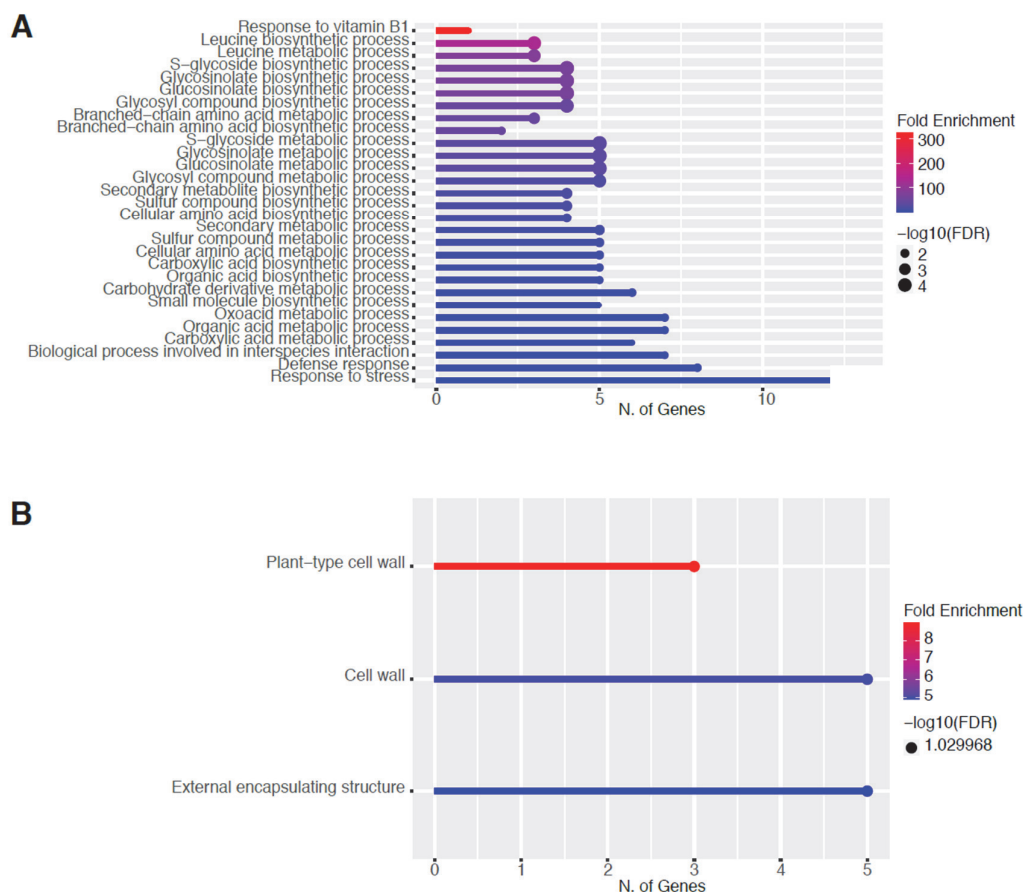 A
Response to vitamin B1
Leucine biosynthetic process
Leucine metabolic process
S-glycoside biosynthetic process
Glycosinolate biosynthetic process
Glucosinolate biosynthetic process
Glycosyl compound biosynthetic process
Branched-chain amino acid metabolic process
Branched-chain amino acid biosynthetic process
S-glycoside metabolic process
Glycosinolate metabolic process
Glucosinolate metabolic process
Glycosyl compound metabolic process
Secondary metabolite biosynthetic process
Sulfur compound biosynthetic process
Cellular amino acid biosynthetic process
Secondary metabolic process
Sulfur compound metabolic process
Cellular amino acid metabolic process
Carboxylic acid biosynthetic process
Organic acid biosynthetic process
Carbohydrate derivative metabolic process
Small molecule biosynthetic process
Oxoacid metabolic process
Organic acid metabolic process
Carboxylic acid metabolic process
Biological process involved in interspecies interaction
Defense response
Response to stress
0 5 10
N. of Genes
Fold Enrichment
300
200
100
-log10(FDR)
2
3
4
B
Plant-type cell wall
Cell wall
External encapsulating structure
0 1 2 3 4 5
N. of Genes
Fold Enrichment
8
7
6
5
-log10(FDR)
1.029968